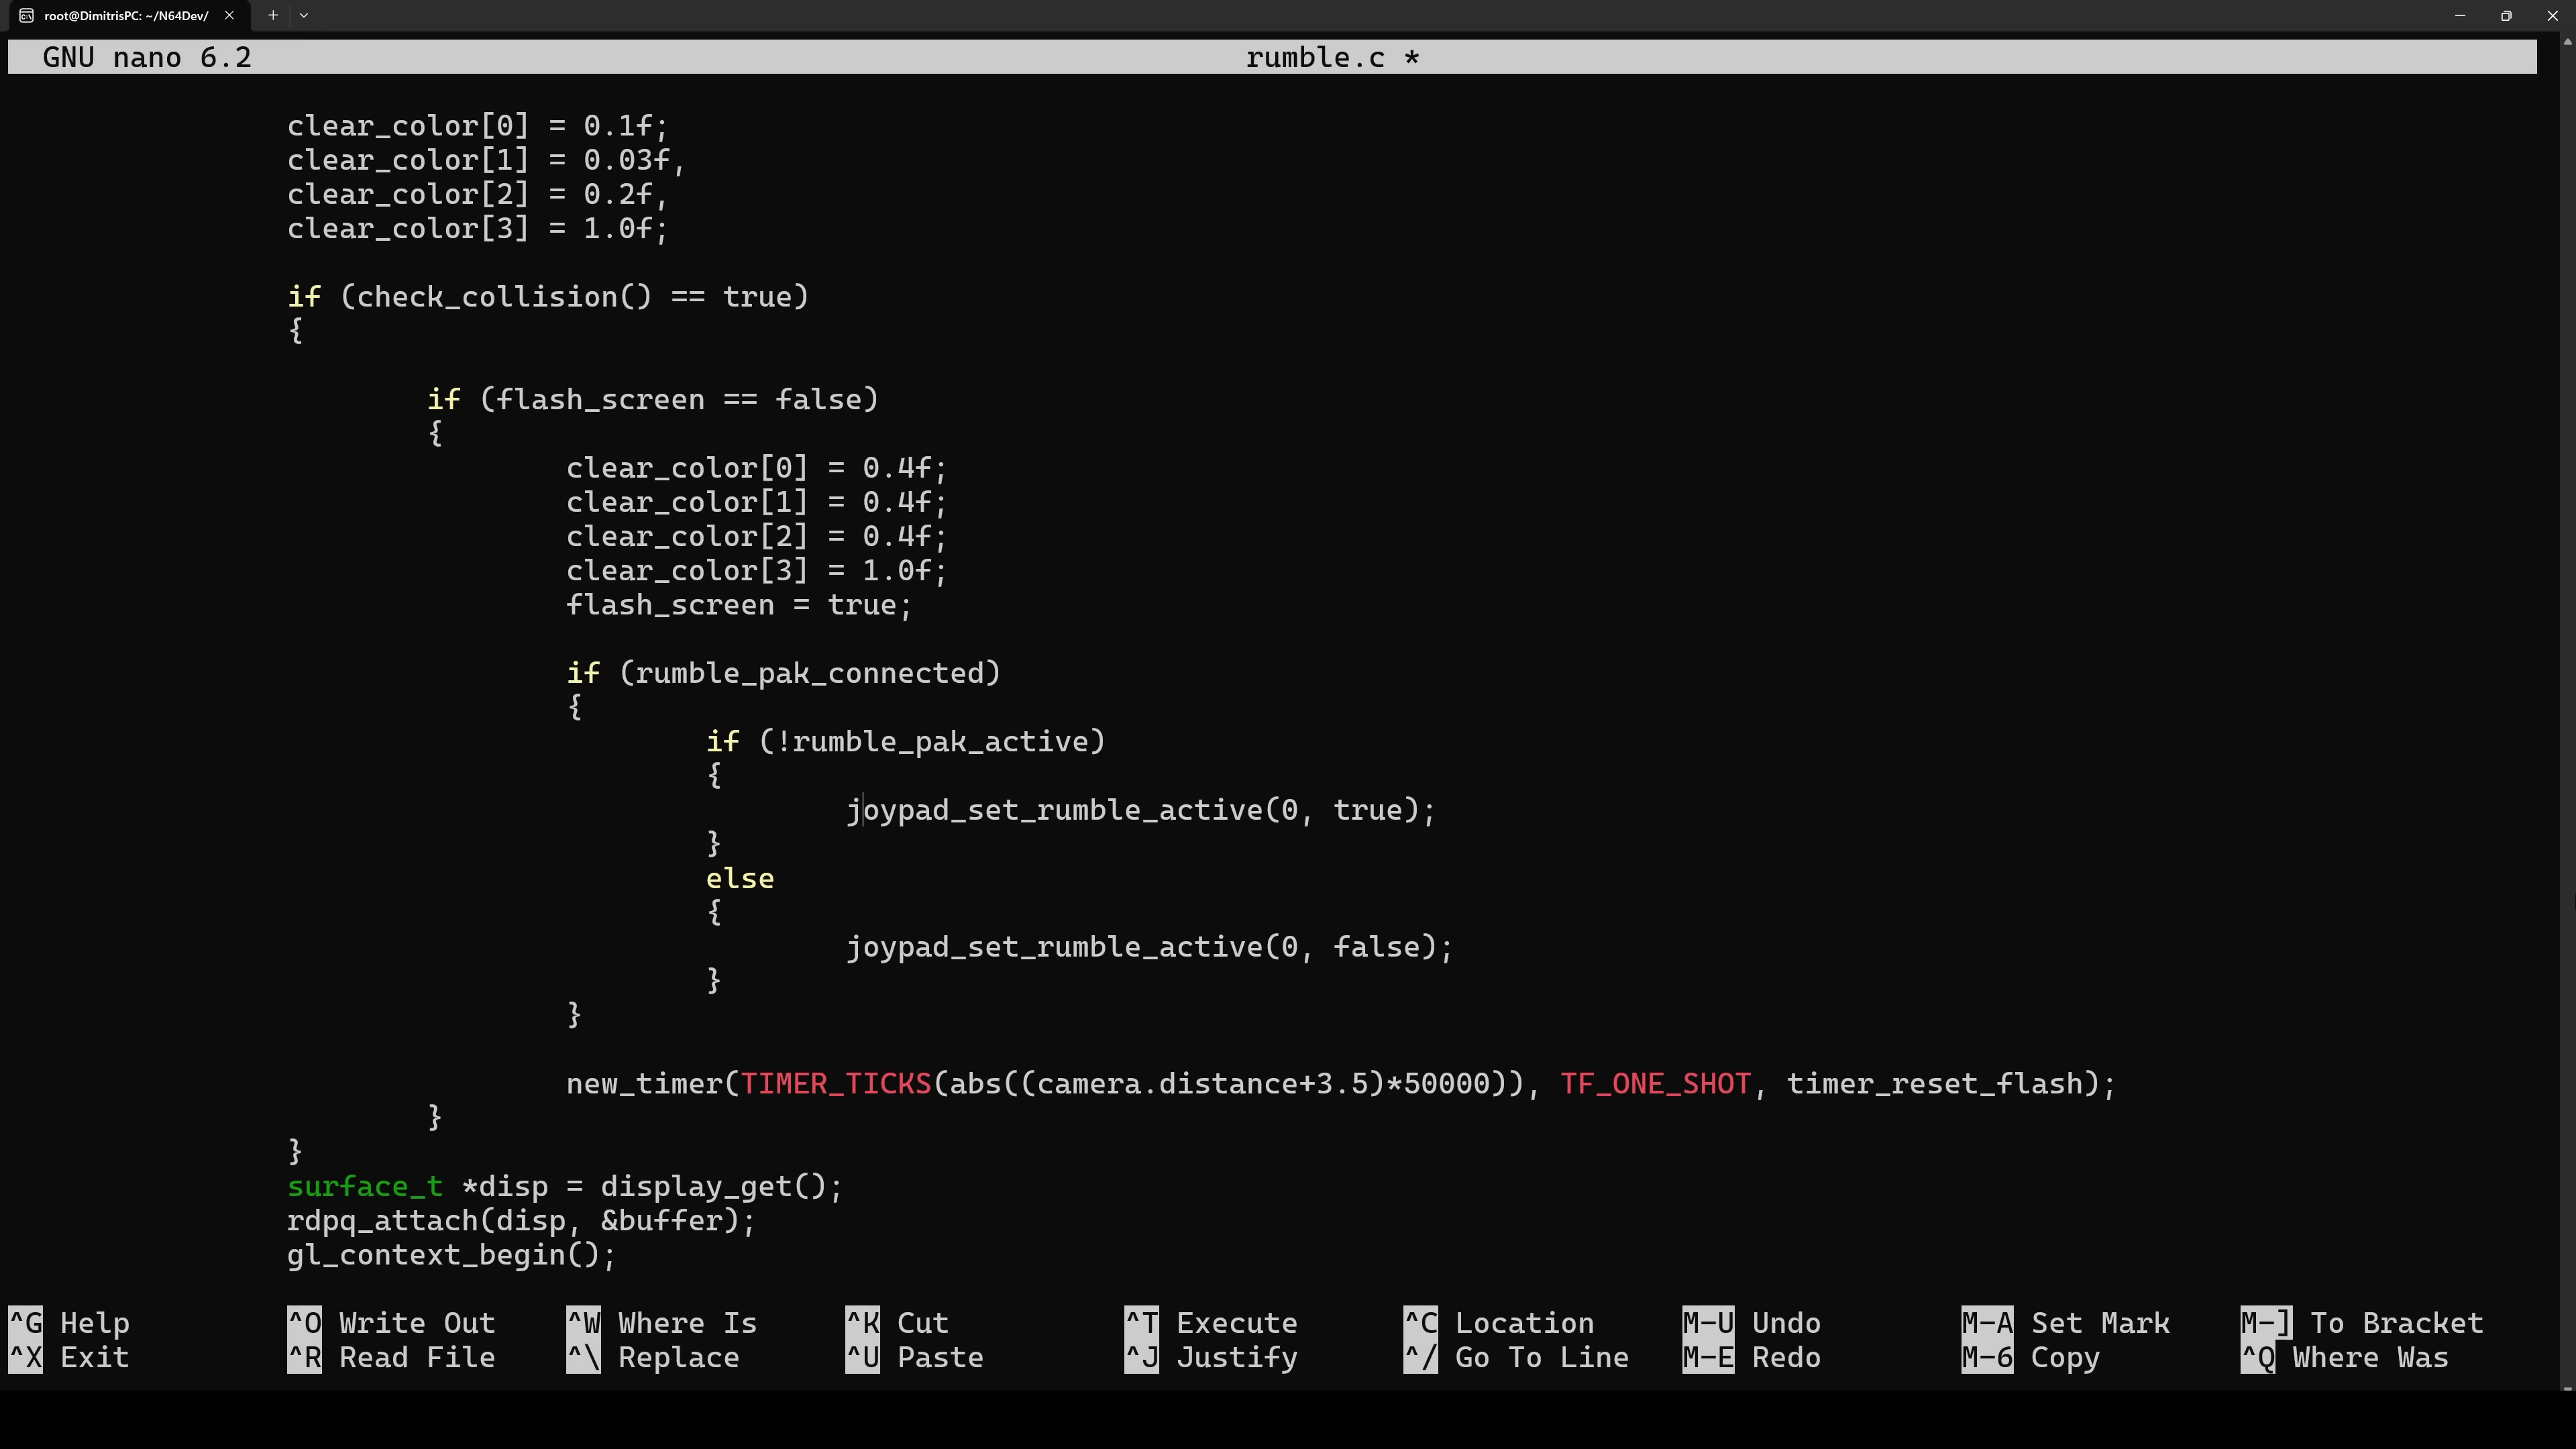 root@DimitrisPC: ~/N64Dev/
GNU nano 6.2 rumble.c *
clear_color[0] = 0.1f;
clear_color[1] = 0.03f,
clear_color[2] = 0.2f,
clear_color[3] = 1.0f;
if (check_collision() == true)
{
if (flash_screen == false)
{
clear_color[0] = 0.4f;
clear_color[1] = 0.4f;
clear_color[2] = 0.4f;
clear_color[3] = 1.0f;
flash_screen = true;
if (rumble_pak_connected)
{
if (!rumble_pak_active)
{
joypad_set_rumble_active(0, true);
}
else
{
joypad_set_rumble_active(0, false);
}
}
new_timer(TIMER_TICKS(abs((camera.distance+3.5)*50000)), TF_ONE_SHOT, timer_reset_flash);
}
}
surface_t *disp = display_get();
rdpq_attach(disp, &buffer);
gl_context_begin();
^G Help ^O Write Out ^W Where Is ^K Cut ^T Execute ^C Location M-U Undo M-A Set Mark M-] To Bracket
^X Exit ^R Read File ^\ Replace ^U Paste ^J Justify ^/ Go To Line M-E Redo M-6 Copy ^Q Where Was